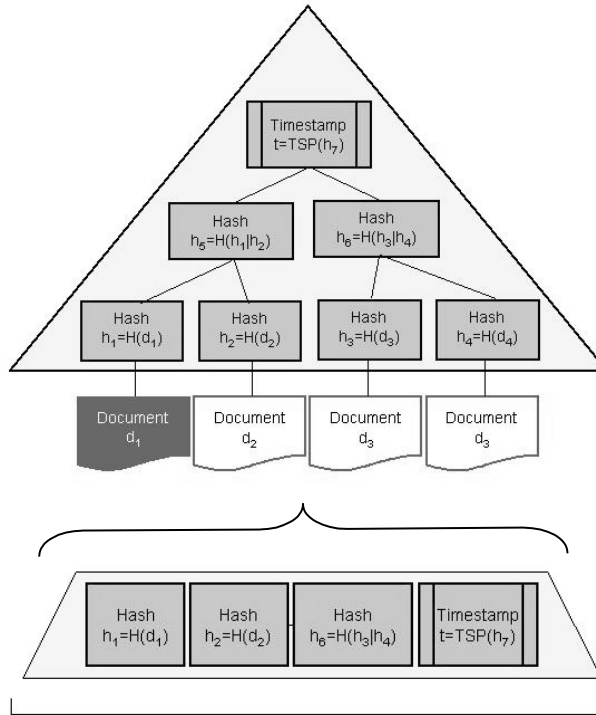 Timestamp
t=TSP(h₇)
Hash
h₅=H(h₁|h₂)
Hash
h₆=H(h₃|h₄)
Hash
h₁=H(d₁)
Hash
h₂=H(d₂)
Hash
h₃=H(d₃)
Hash
h₄=H(d₄)
Document
d₁
Document
d₂
Document
d₃
Document
d₃
Hash
h₁=H(d₁)
Hash
h₂=H(d₂)
Hash
h₆=H(h₃|h₄)
Timestamp
t=TSP(h₇)